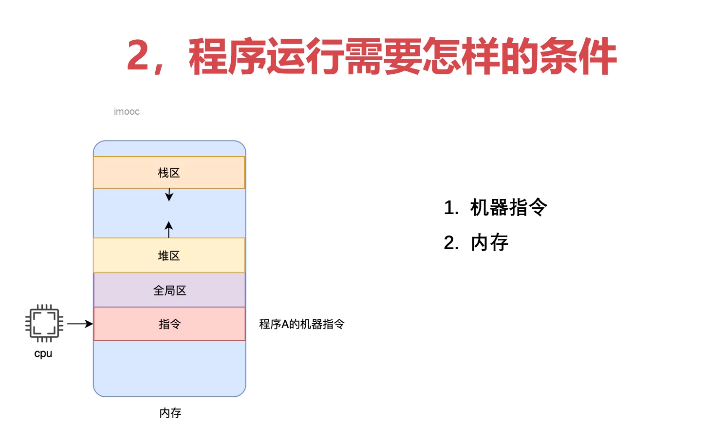 2，程序运行需要怎样的条件
imooc
栈区
堆区
全局区
指令
程序A的机器指令
cpu
内存
1. 机器指令
2. 内存